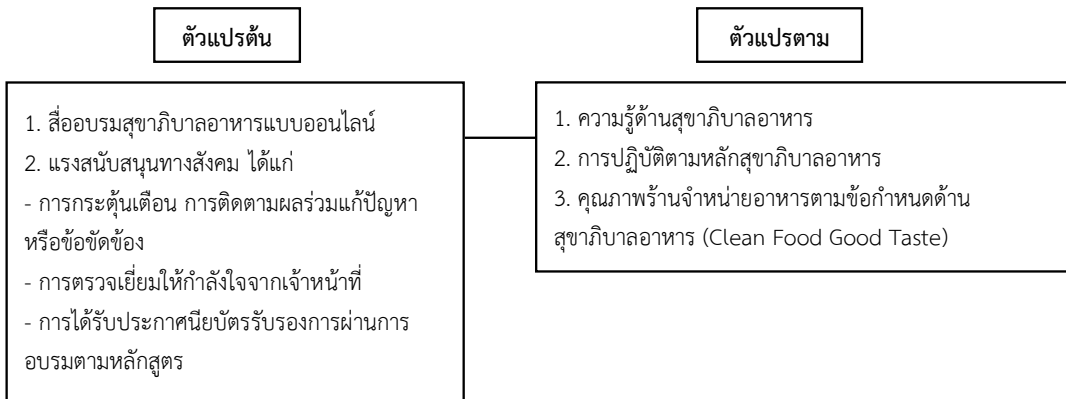 ตัวแปรต้น
ตัวแปรตาม
1. สื่ออบรมสุขาภิบาลอาหารแบบออนไลน์
2. แรงสนับสนุนทางสังคม ได้แก่
- การกระตุ้นเตือน การติดตามผลร่วมแก้ปัญหา
หรือข้อขัดข้อง
- การตรวจเยี่ยมให้กำลังใจจากเจ้าหน้าที่
- การได้รับประกาศนียบัตรรับรองการผ่านการ
อบรมตามหลักสูตร
1. ความรู้ด้านสุขาภิบาลอาหาร
2. การปฏิบัติตามหลักสุขาภิบาลอาหาร
3. คุณภาพร้านจำหน่ายอาหารตามข้อกำหนดด้าน
สุขาภิบาลอาหาร (Clean Food Good Taste)